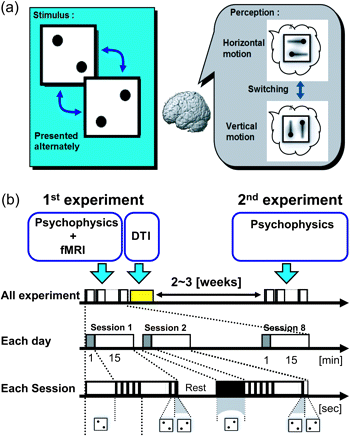 (a)
Stimulus :
Presented
alternately
Perception :
Horizontal
motion
Switching
Vertical
motion
(b)
1st experiment
2nd experiment
Psychophysics
+
fMRI
DTI
Psychophysics
All experiment
2~3 [weeks]
Each day
Session 1
Session 2
Session 8
1 15
1 15
[min]
Each Session
Rest
[sec]